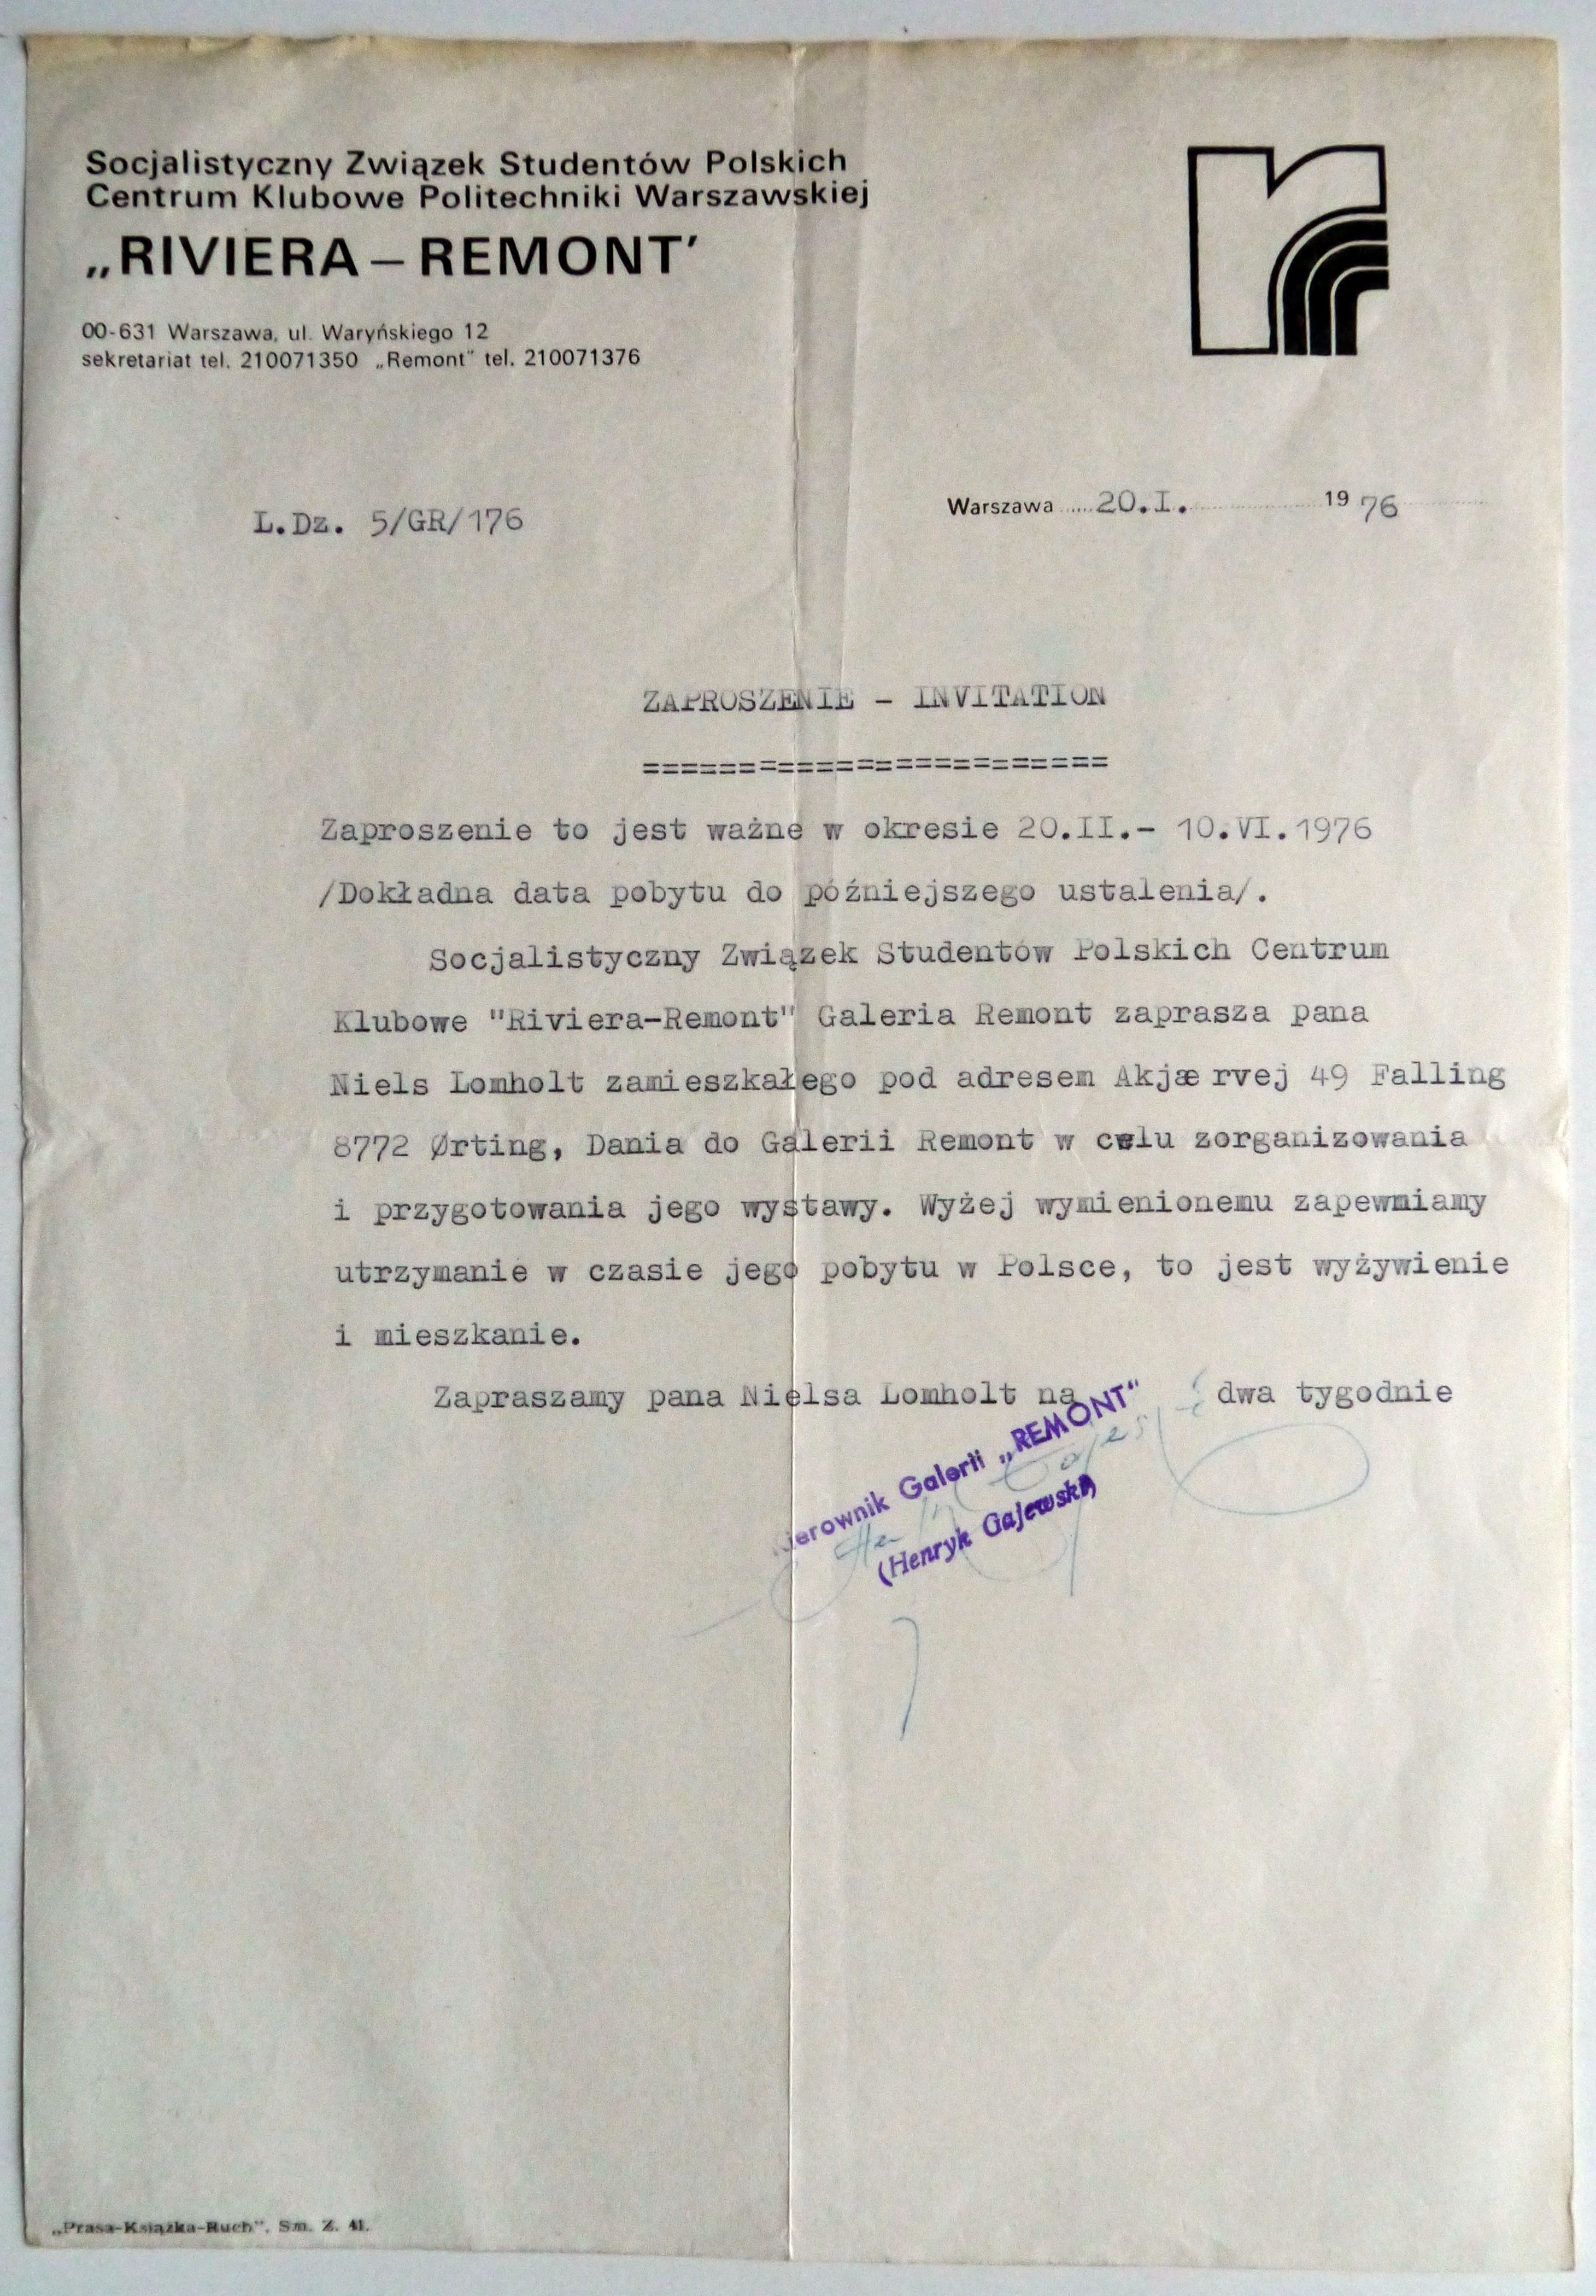 Socjalistyczny Związek Studentów Polskich
Centrum Klubowe Politechniki Warszawskiej
„RIVIERA – REMONT'
00-631 Warszawa, ul. Waryńskiego 12
sekretariat tel. 210071350 „Remont" tel. 210071376
L.Dz. 5/GR/176
Warszawa ..... 20.I. 19 76
ZAPROSZENIE - INVITATION
========================
Zaproszenie to jest ważne w okresie 20.II.- 10.VI.1976
/Dokładna data pobytu do późniejszego ustalenia/.
Socjalistyczny Związek Studentów Polskich Centrum
Klubowe "Riviera-Remont" Galeria Remont zaprasza pana
Niels Lomholt zamieszkałego pod adresem Akjæ rvej 49 Falling
8772 Ørting, Dania do Galerii Remont w celu zorganizowania
i przygotowania jego wystawy. Wyżej wymienionemu zapewniamy
utrzymanie w czasie jego pobytu w Polsce, to jest wyżywienie
i mieszkanie.
Zapraszamy pana Nielsa Lomholt na dwa tygodnie
Kierownik Galerii „REMONT"
(Henryk Gajewski)
„Prasa-Książka-Ruch", Sm. Z. 41.